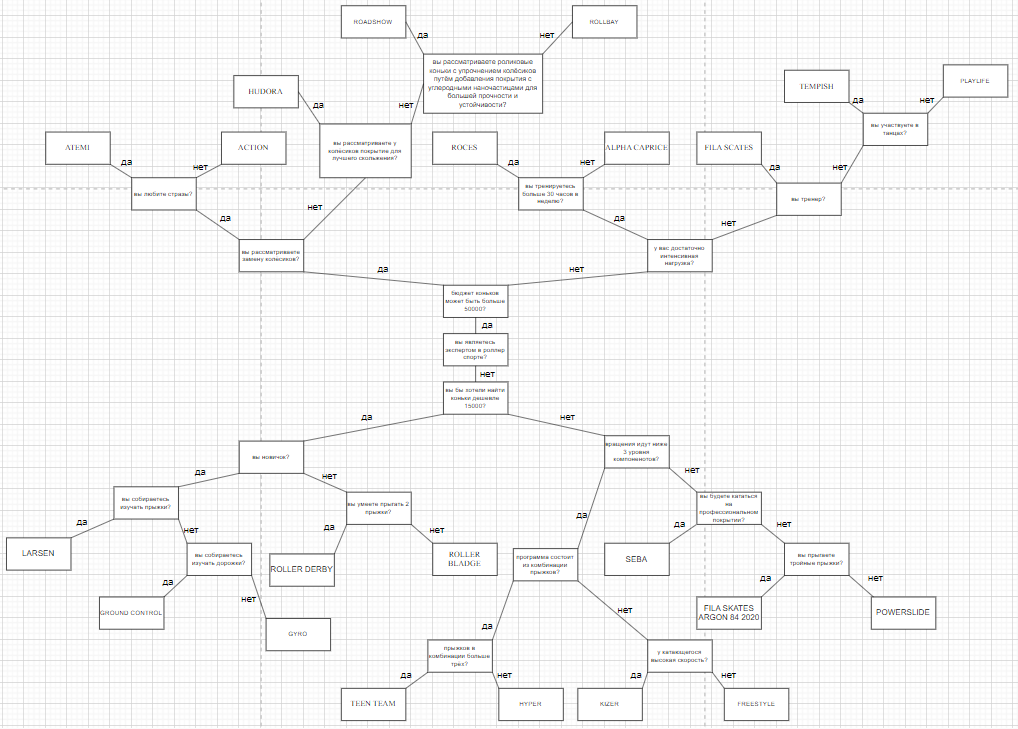 ROADSHOW
ROLLBAY
да
нет
вы рассматриваете роликовые
коньки с упрочнением колёсиков
путём добавления покрытия с
углеродными наночастицами для
большей прочности и
устойчивости?
HUDORA
TEMPISH
PLAYLIFE
да
нет
да
нет
вы участвуете в
танцах?
ATEMI
ACTION
вы рассматриваете у
колёсиков покрытие для
лучшего скольжения?
ROCES
ALPHA CAPRICE
FILA SCATES
да
нет
да
нет
да
нет
вы любите стразы?
вы тренируетесь
больше 30 часов в
неделю?
вы тренер?
да
нет
да
нет
вы рассматриваете
замену колесиков?
у вас достаточно
интенсивная
нагрузка?
да
нет
бюджет коньков
может быть больше
50000?
да
вы являетесь
экспертом в роллер
спорте?
нет
вы бы хотели найти
коньки дешевле
15000?
да
нет
вы новичок?
вращения идут ниже
3 уровня
компоненотов?
да
нет
нет
вы собираетесь
изучать прыжки?
вы умеете прыгать 2
прыжки?
вы будете кататься
на
профессиональном
покрытии?
да
нет
да
нет
да
да
нет
LARSEN
вы собираетесь
изучать дорожки?
ROLLER DERBY
ROLLER
BLADGE
программа состоит
из комбинации
прыжков?
SEBA
вы прыгаете
тройные прыжки?
да
нет
да
нет
GROUND CONTROL
GYRO
FILA SKATES
ARGON 84 2020
POWERSLIDE
да
нет
прыжков в
комбинации больше
трёх?
у катающегося
высокая скорость?
да
нет
да
нет
TEEN TEAM
HYPER
KIZER
FREESTYLE